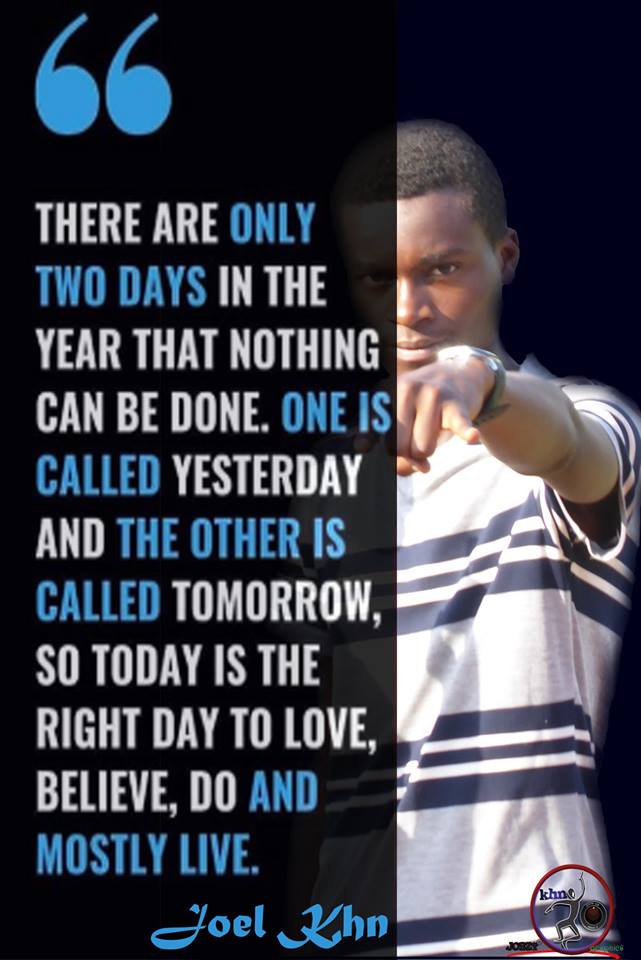 THERE ARE ONLY
TWO DAYS IN THE
YEAR THAT NOTHING
CAN BE DONE. ONE IS
CALLED YESTERDAY
AND THE OTHER IS
CALLED TOMORROW,
SO TODAY IS THE
RIGHT DAY TO LOVE,
BELIEVE, DO AND
MOSTLY LIVE.
Joel Khn
khn